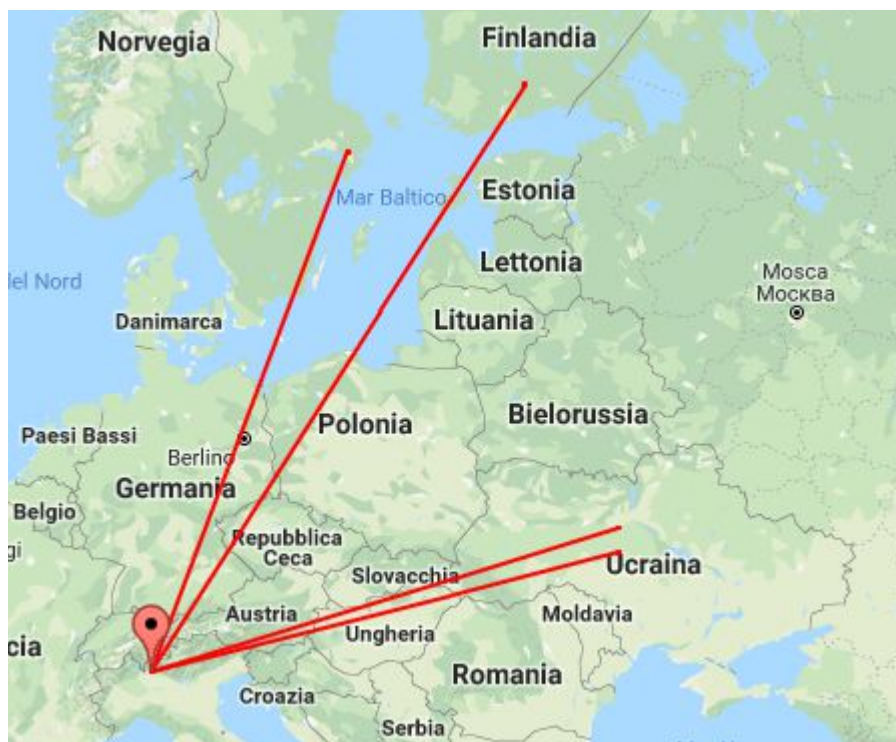 Norvegia
Finlandia
Mar Baltico
Estonia
del Nord
Lettonia
Mosca
Москва
Danimarca
Lituania
Bielorussia
Polonia
Paesi Bassi
Berlino
Germania
Belgio
gi
Repubblica
Ceca
Slovacchia
Ucraina
Austria
Moldavia
Ungheria
cia
Romania
Croazia
Serbia